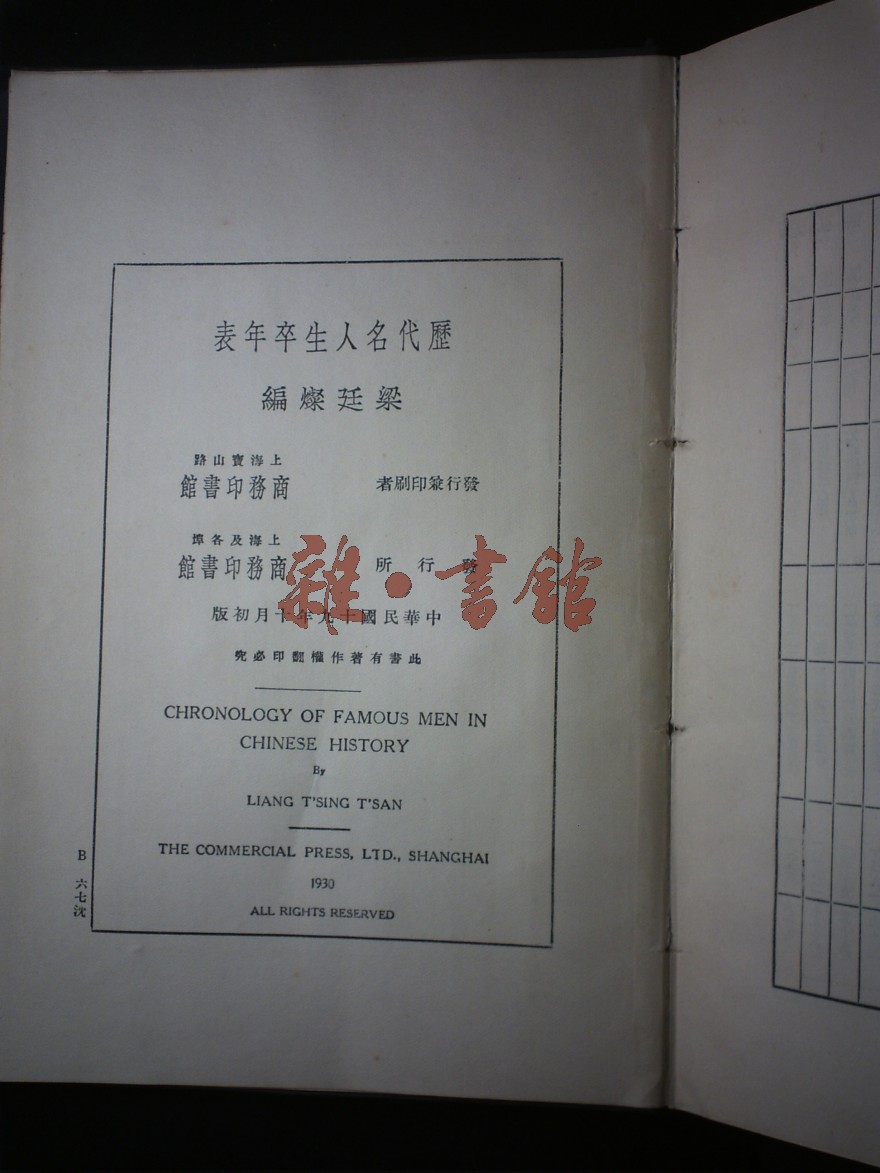 歷代名人生卒年表
梁廷燦編
上海寶山路
發行兼印刷者 商務印書館
上海及各埠
發行所 商務印書館
中華民國十九年十月初版
此書有著作權翻印必究
CHRONOLOGY OF FAMOUS MEN IN
CHINESE HISTORY
By
LIANG T'SING T'SAN
THE COMMERCIAL PRESS, LTD., SHANGHAI
1930
ALL RIGHTS RESERVED
B 六七沈
雜·書館